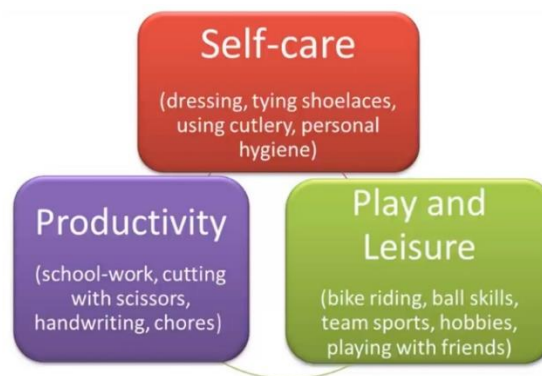 Self-care
(dressing, tying shoelaces,
using cutlery, personal
hygiene)
Productivity
(school-work, cutting
with scissors,
handwriting, chores)
Play and
Leisure
(bike riding, ball skills,
team sports, hobbies,
playing with friends)